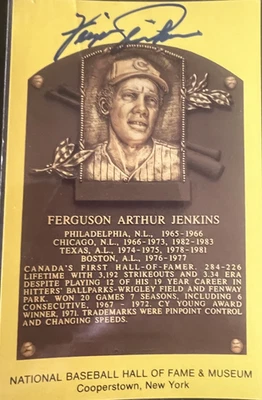 Fergie Jenkins
FERGUSON ARTHUR JENKINS
PHILADELPHIA, N.L., 1965-1966
CHICAGO, N.L., 1966-1973, 1982-1983
TEXAS, A.L., 1974-1975, 1978-1981
BOSTON, A.L., 1976-1977
CANADA'S FIRST HALL-OF-FAMER. 284-226
LIFETIME WITH 3,192 STRIKEOUTS AND 3.34 ERA
DESPITE PLAYING 12 OF HIS 19 YEAR CAREER IN
HITTERS' BALLPARKS-WRIGLEY FIELD AND FENWAY
PARK. WON 20 GAMES 7 SEASONS, INCLUDING 6
CONSECUTIVE, 1967 - 1972. CY YOUNG AWARD
WINNER, 1971. TRADEMARKS WERE PINPOINT CONTROL
AND CHANGING SPEEDS.
NATIONAL BASEBALL HALL OF FAME & MUSEUM
Cooperstown, New York